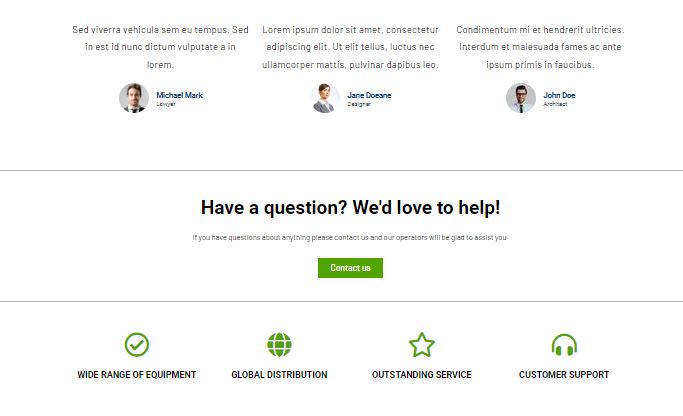 Sed viverra vehicula sem eu tempus. Sed
in est id nunc dictum vulputate a in
lorem.
Lorem ipsum dolor sit amet, consectetur
adipiscing elit. Ut elit tellus, luctus nec
ullamcorper mattis, pulvinar dapibus leo.
Condimentum mi et hendrerit ultricies.
Interdum et malesuada fames ac ante
ipsum primis in faucibus.
Michael Mark
Lawyer
Jane Doeane
Designer
John Doe
Architect
Have a question? We'd love to help!
If you have questions about anything please contact us and our operators will be glad to assist you.
Contact us
WIDE RANGE OF EQUIPMENT
GLOBAL DISTRIBUTION
OUTSTANDING SERVICE
CUSTOMER SUPPORT